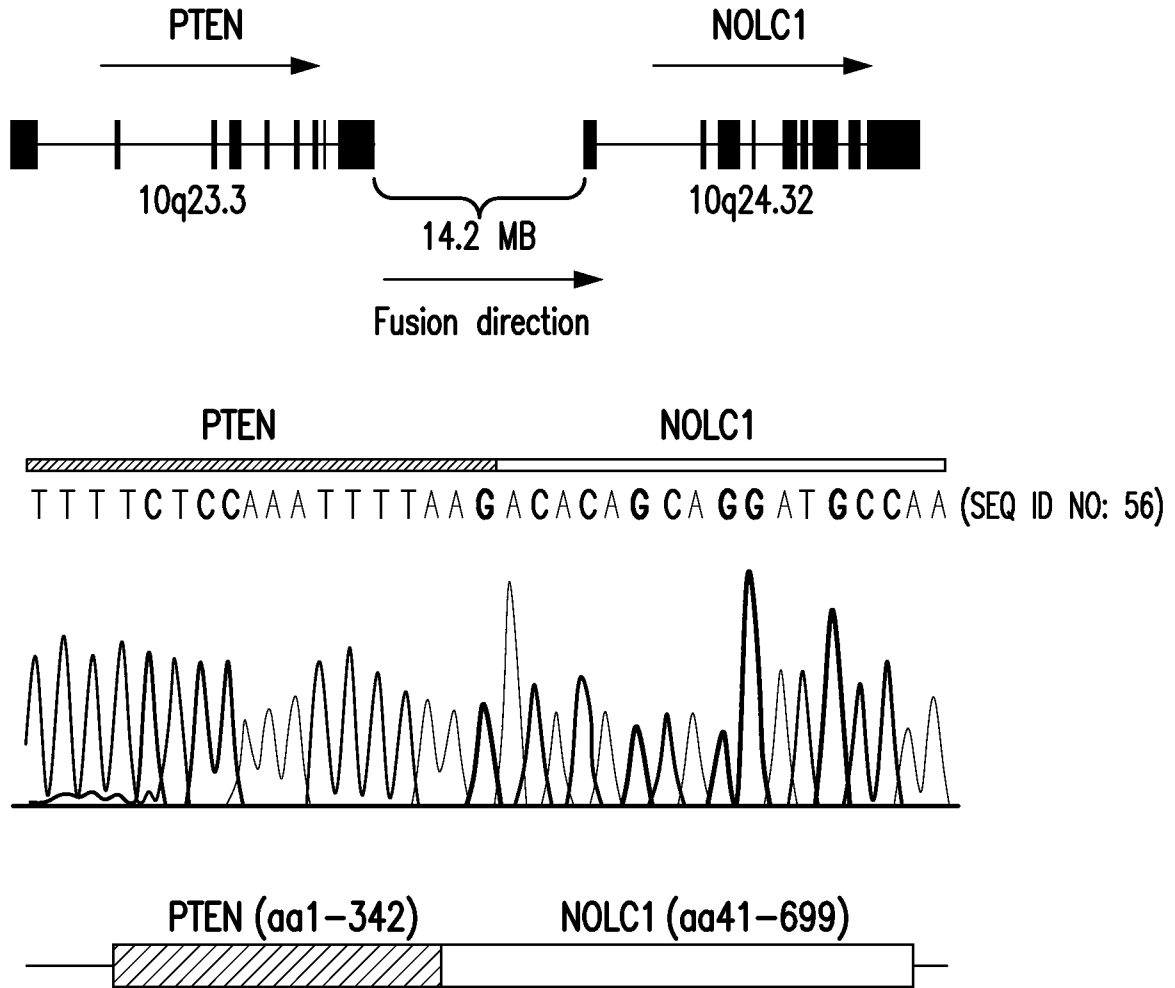 PTEN NOLC1
10q23.3 10q24.32
14.2 MB
Fusion direction
PTEN NOLC1
TTTTCTCCAAATTTTAAGACACAGCAGGATGCCAA (SEQ ID NO: 56)
PTEN (aa1-342) NOLC1 (aa41-699)